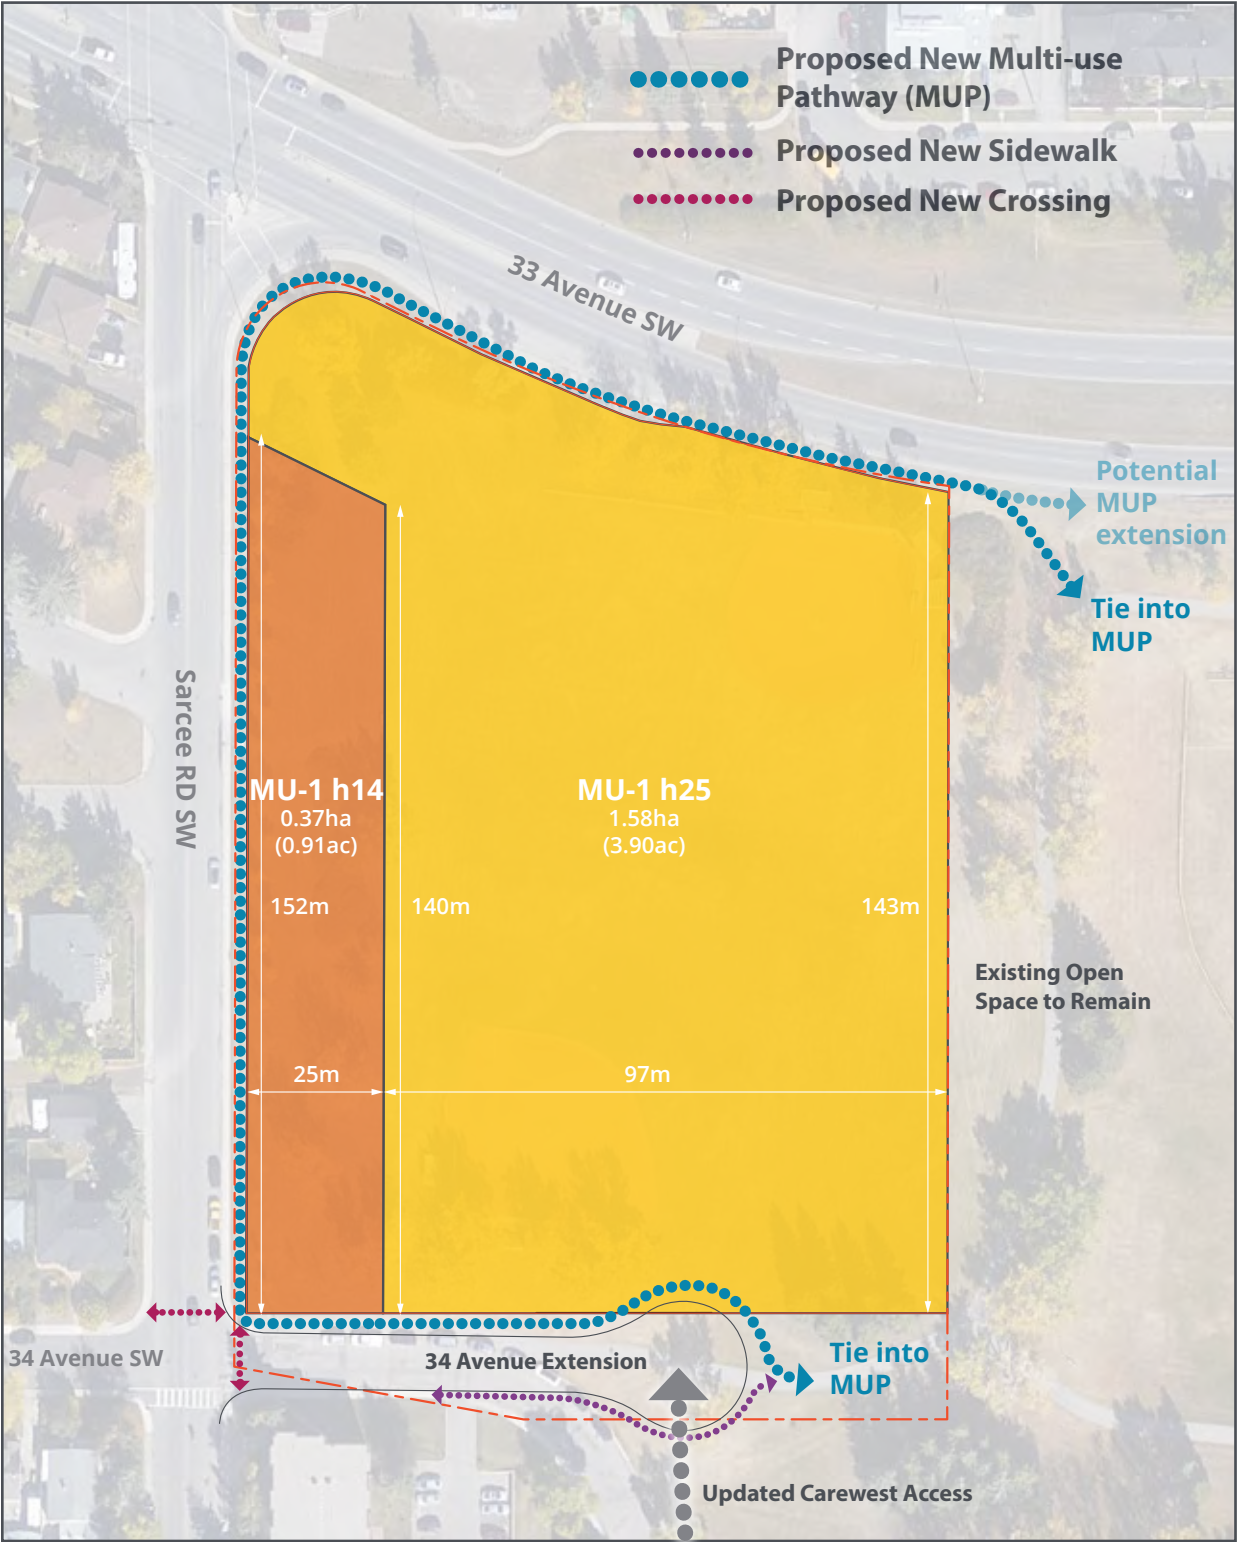 Proposed New Multi-use
Pathway (MUP)
Proposed New Sidewalk
Proposed New Crossing
33 Avenue SW
Potential
MUP
extension
Tie into
MUP
Sarcee RD SW
MU-1 h14
0.37ha
(0.91ac)
MU-1 h25
1.58ha
(3.90ac)
152m
140m
143m
Existing Open
Space to Remain
25m
97m
34 Avenue SW
34 Avenue Extension
Tie into
MUP
Updated Carewest Access